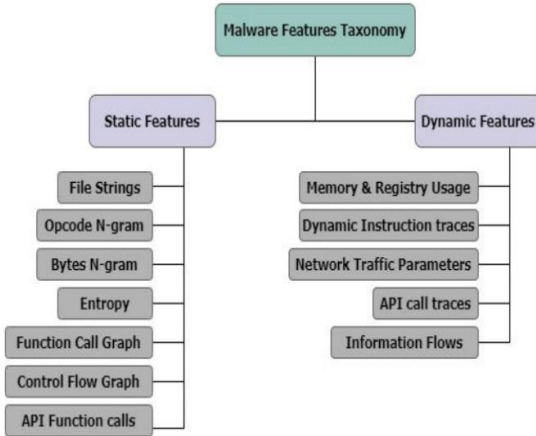 Malware Features Taxonomy
Static Features
File Strings
Opcode N-gram
Bytes N-gram
Entropy
Function Call Graph
Control Flow Graph
API Function calls
Dynamic Features
Memory & Registry Usage
Dynamic Instruction traces
Network Traffic Parameters
API call traces
Information Flows